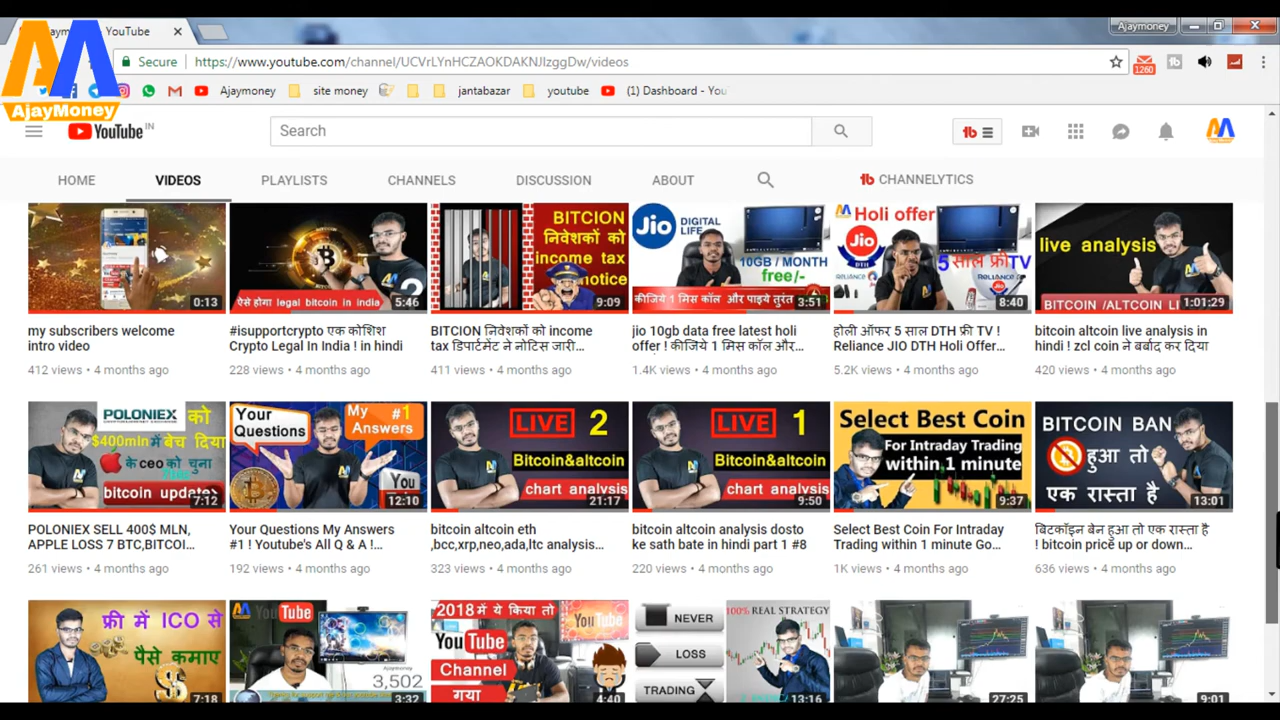 Ajaymoney
YouTube
AjayMoney
Secure
https://www.youtube.com/channel/UCVrLYnHCZAOKDAKNJIzggDw/videos
1260
Ajaymoney
site money
jantabazar
youtube
(1) Dashboard - You
YouTube IN
Search
HOME
VIDEOS
PLAYLISTS
CHANNELS
DISCUSSION
ABOUT
CHANNELYTICS
0:13
ऐसे होगा legal bitcoin in india
5:46
BITCION
निवेशकों को
income tax
notice
9:09
Jio
DIGITAL
LIFE
10GB / MONTH
free/-
कीजिये 1 मिस कॉल और पाइये तुरंत
3:51
Holi offer
Jio
5 साल फ्री TV
8:40
live analysis
BITCOIN /ALTCOIN LI
1:01:29
my subscribers welcome
intro video
#isupportcrypto एक कोशिश
Crypto Legal In India ! in hindi
BITCION निवेशकों को income
tax डिपार्टमेंट ने नोटिस जारी...
jio 10gb data free latest holi
offer ! कीजिये 1 मिस कॉल और...
होली ऑफर 5 साल DTH फ्री TV !
Reliance JIO DTH Holi Offer...
bitcoin altcoin live analysis in
hindi ! zcl coin ने बर्बाद कर दिया
412 views • 4 months ago
228 views • 4 months ago
411 views • 4 months ago
1.4K views • 4 months ago
5.2K views • 4 months ago
420 views • 4 months ago
POLONIEX को
$400mln में बेच दिया
के ceo को चुना
bitcoin update
7:12
Your
Questions
My #1
Answers
You
12:10
LIVE 2
Bitcoin&altcoin
chart analysis
21:17
LIVE 1
Bitcoin&altcoin
chart analysis
9:50
Select Best Coin
For Intraday Trading
within 1 minute
9:37
BITCOIN BAN
हुआ तो
एक रास्ता है
13:01
POLONIEX SELL 400$ MLN,
APPLE LOSS 7 BTC,BITCOI...
Your Questions My Answers
#1 ! Youtube's All Q & A !...
bitcoin altcoin eth
,bcc,xrp,neo,ada,ltc analysis...
bitcoin altcoin analysis dosto
ke sath bate in hindi part 1 #8
Select Best Coin For Intraday
Trading within 1 minute Go...
बिटकॉइन बेन हुआ तो एक रास्ता है
! bitcoin price up or down...
261 views • 4 months ago
192 views • 4 months ago
323 views • 4 months ago
220 views • 4 months ago
1K views • 4 months ago
636 views • 4 months ago
फ्री में ICO से
पैसे कमाए
7:18
You Tube
Ajaymoney
3,502
3:32
2018 में ये किया तो
YouTube
You Tube
Channel
गया
4:40
NEVER
LOSS
TRADING
100% REAL STRATEGY
13:16
27:25
9:01